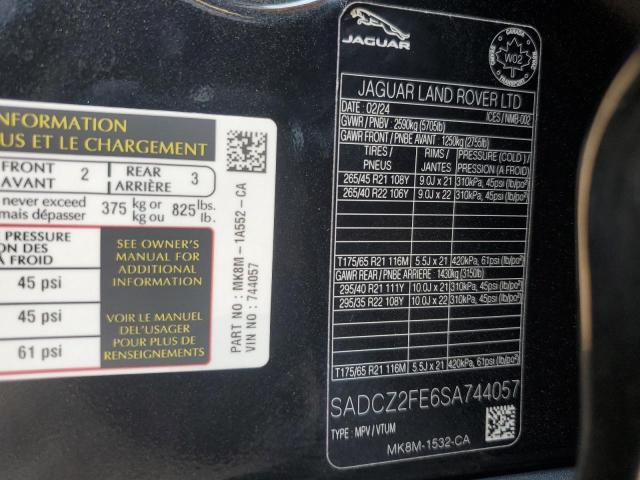 INFORMATION
US ET LE CHARGEMENT
FRONT
AVANT 2
REAR
ARRIÈRE 3
never exceed
mais dépasser
375 kg or
kg ou
825 lbs.
lb.
PRESSURE
ON DES
A FROID
45 psi
45 psi
61 psi
SEE OWNER'S
MANUAL FOR
ADDITIONAL
INFORMATION
VOIR LE MANUEL
DE L'USAGER
POUR PLUS DE
RENSEIGNEMENTS
PART NO : MK8M-1A552-CA
VIN NO : 744057
JAGUAR
CANADA
W02
TRANSPORT
JAGUAR LAND ROVER LTD
DATE : 02/24
ICES / NMB-002
GVWR / PNBV : 2590kg (5705lb)
GAWR FRONT / PNBE AVANT : 1250kg (2755lb)
TIRES / PNEUS
RIMS / JANTES
PRESSURE (COLD) / PRESSION (A FROID)
265/45 R21 108Y 9.0J x 21 310kPa, 45psi(lb/po²)
265/40 R22 106Y 9.0J x 22 310kPa, 45psi(lb/po²)
T175/65 R21 116M 5.5J x 21 420kPa, 61psi(lb/po²)
GAWR REAR / PNBE ARRIERE : 1430kg (3150lb)
295/40 R21 111Y 10.0J x 21 310kPa, 45psi(lb/po²)
295/35 R22 108Y 10.0J x 22 310kPa, 45psi(lb/po²)
T175/65 R21 116M 5.5J x 21 420kPa, 61psi(lb/po²)
SADCZ2FE6SA744057
TYPE : MPV / VTUM
MK8M-1532-CA